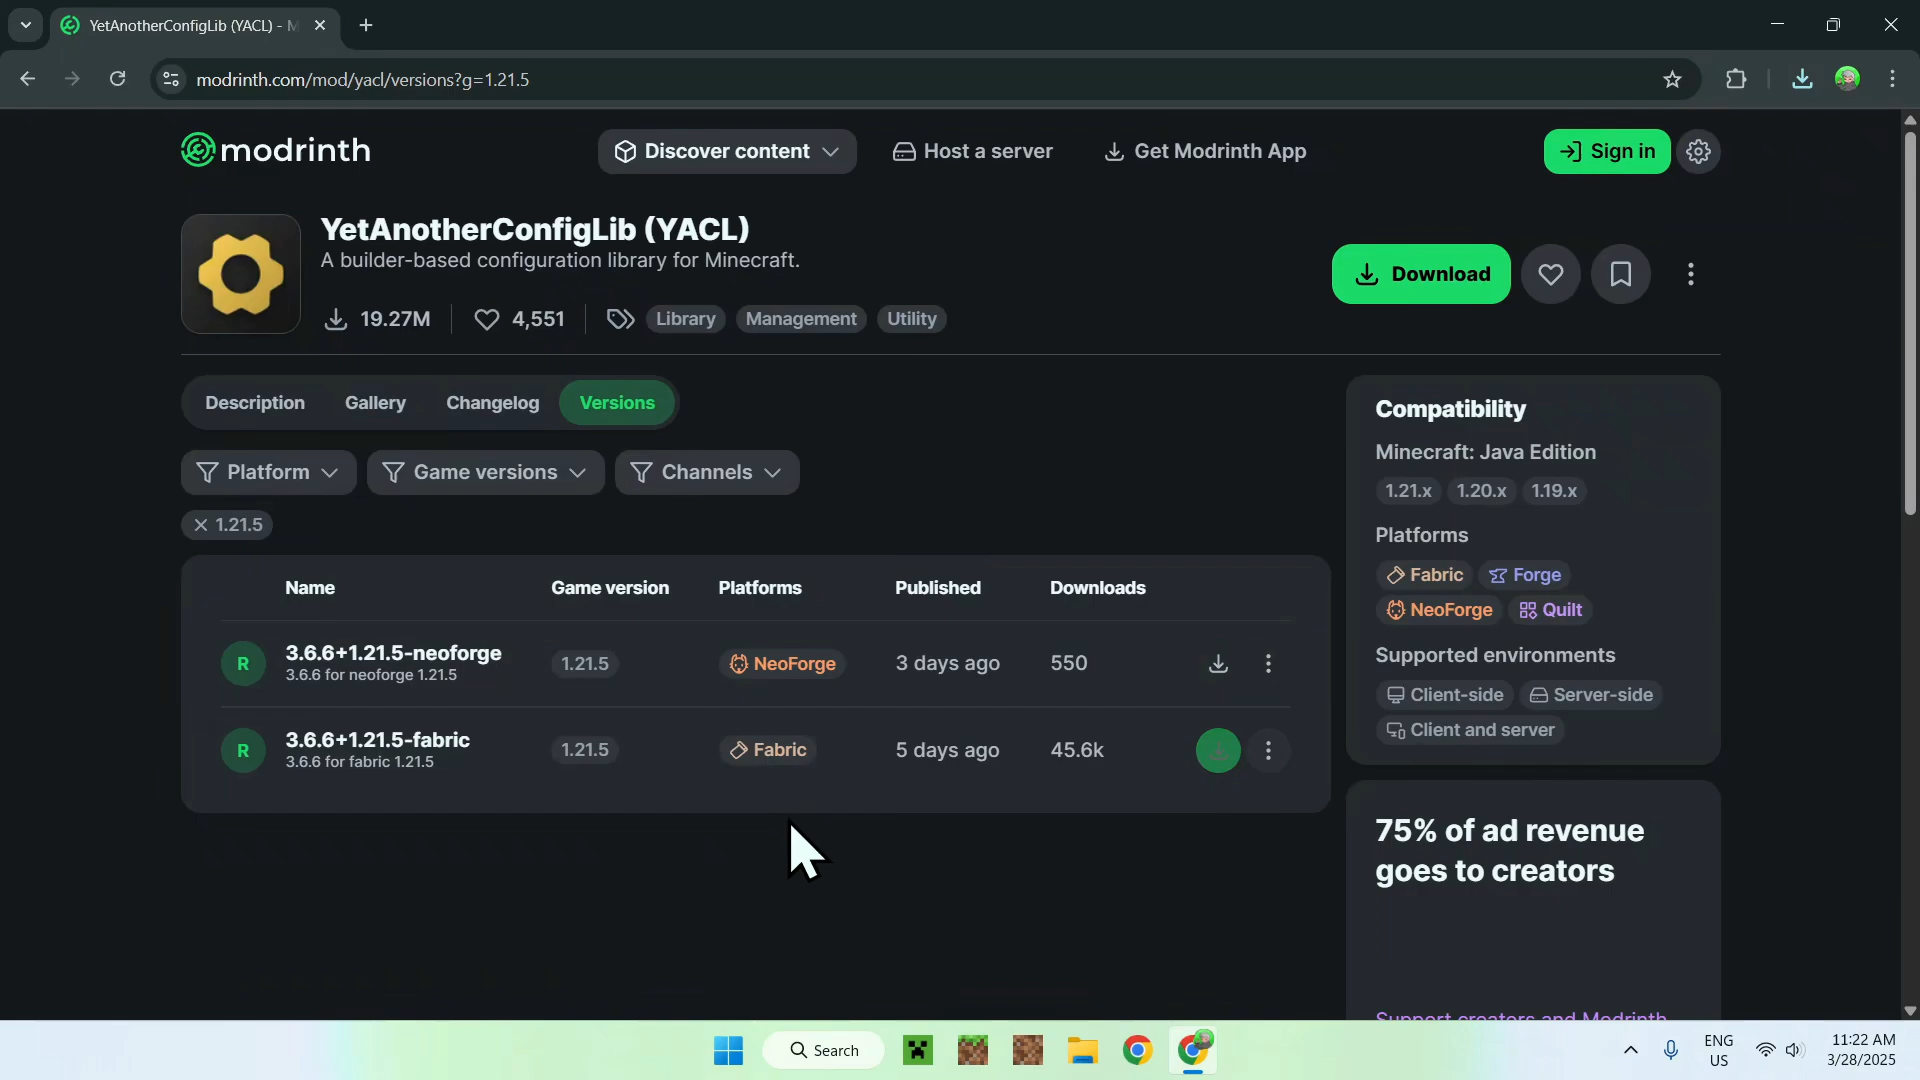 YetAnotherConfigLib (YACL) - M
modrinth.com/mod/yacl/versions?g=1.21.5
modrinth
Discover content
Host a server
Get Modrinth App
Sign in
YetAnotherConfigLib (YACL)
A builder-based configuration library for Minecraft.
19.27M
4,551
Library
Management
Utility
Download
Description
Gallery
Changelog
Versions
Platform
Game versions
Channels
1.21.5
Name Game version Platforms Published Downloads
R 3.6.6+1.21.5-neoforge 1.21.5 NeoForge 3 days ago 550
3.6.6 for neoforge 1.21.5
R 3.6.6+1.21.5-fabric 1.21.5 Fabric 5 days ago 45.6k
3.6.6 for fabric 1.21.5
Compatibility
Minecraft: Java Edition
1.21.x 1.20.x 1.19.x
Platforms
Fabric Forge
NeoForge Quilt
Supported environments
Client-side Server-side
Client and server
75% of ad revenue
goes to creators
Support creators and Modrinth
Search
ENG
US
11:22 AM
3/28/2025